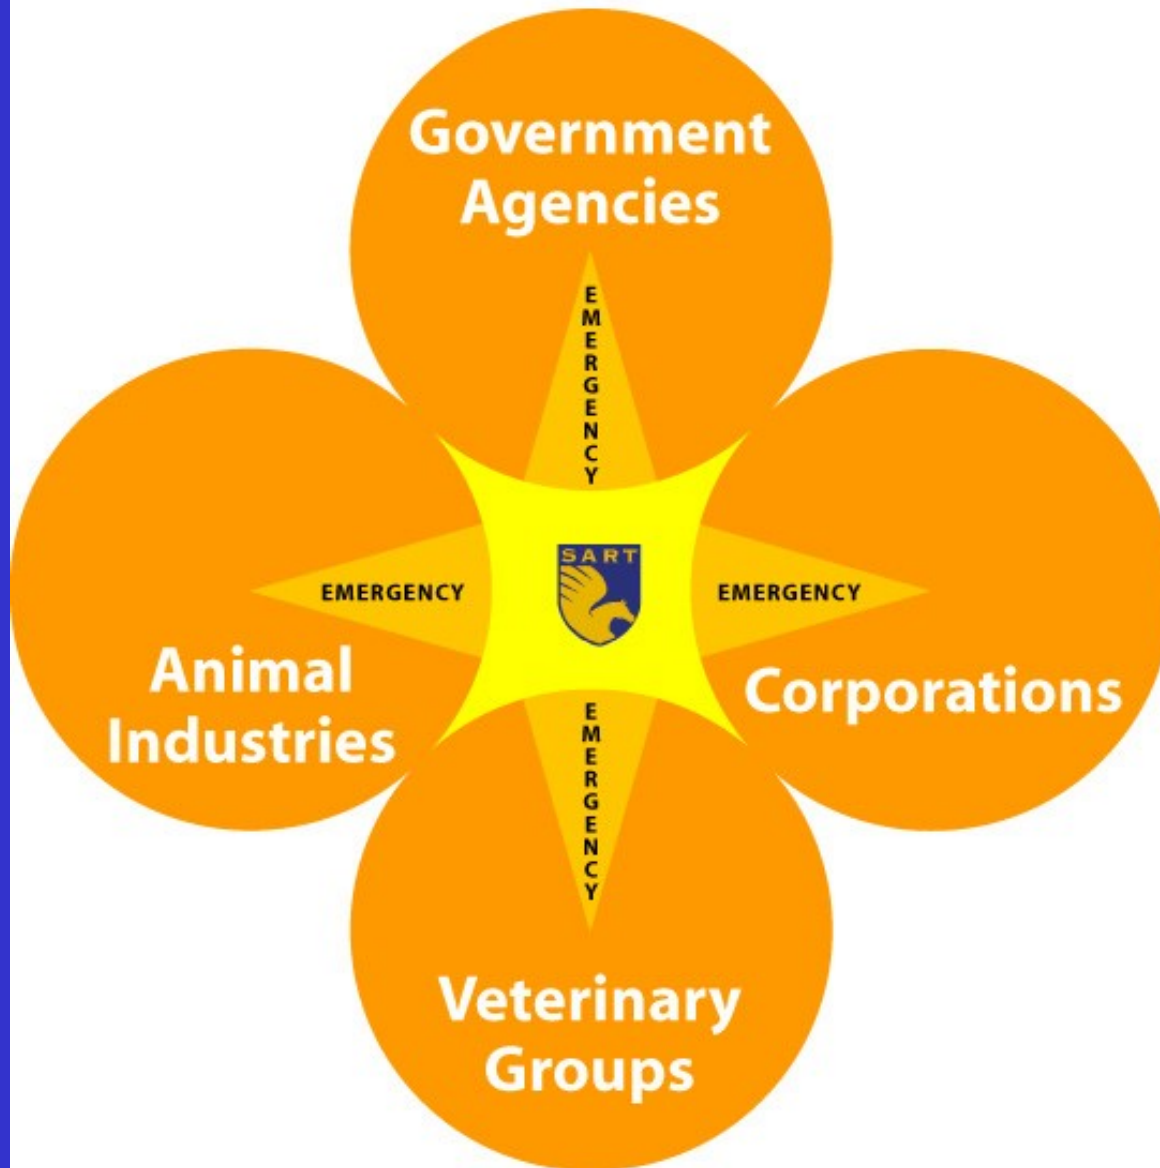 Government
Agencies
EMERGENCY
SART
EMERGENCY
EMERGENCY
Animal
Industries
Corporations
EMERGENCY
Veterinary
Groups